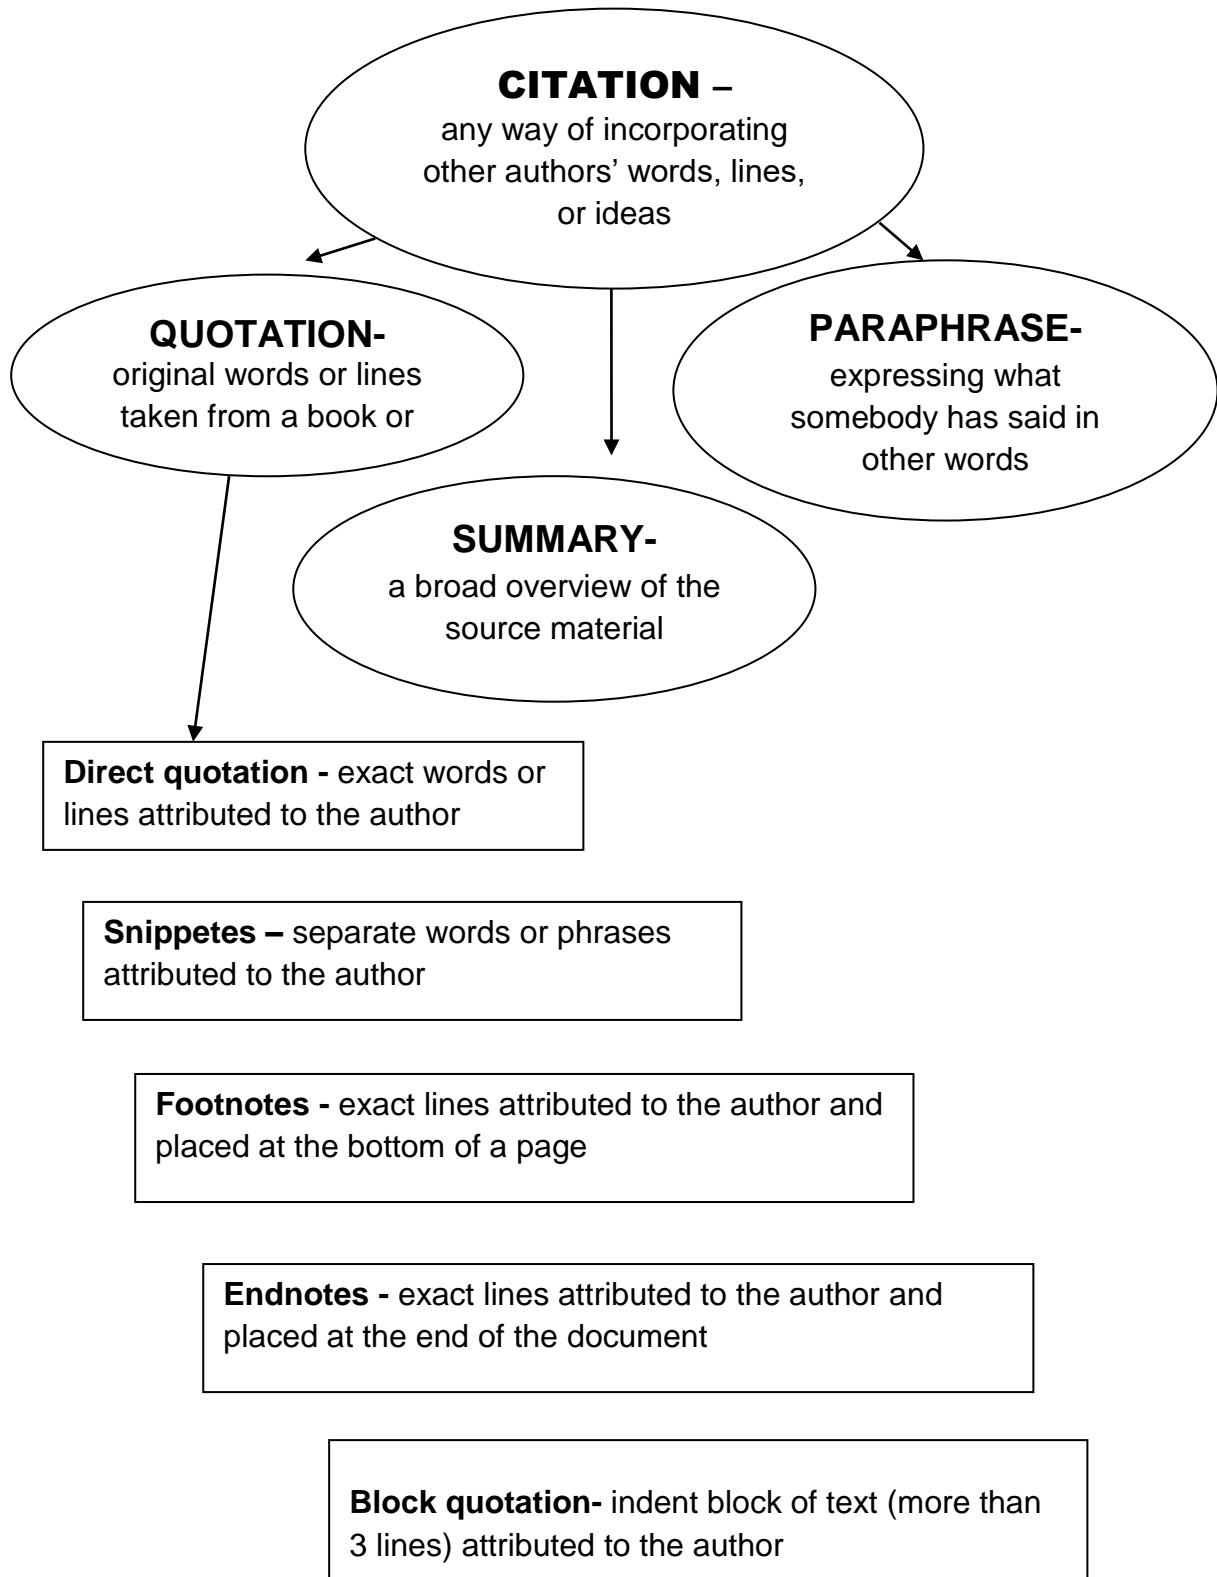 CITATION –
any way of incorporating
other authors’ words, lines,
or ideas
QUOTATION-
original words or lines
taken from a book or
PARAPHRASE-
expressing what
somebody has said in
other words
SUMMARY-
a broad overview of the
source material
Direct quotation - exact words or
lines attributed to the author
Snippetes – separate words or phrases
attributed to the author
Footnotes - exact lines attributed to the author and
placed at the bottom of a page
Endnotes - exact lines attributed to the author and
placed at the end of the document
Block quotation- indent block of text (more than
3 lines) attributed to the author